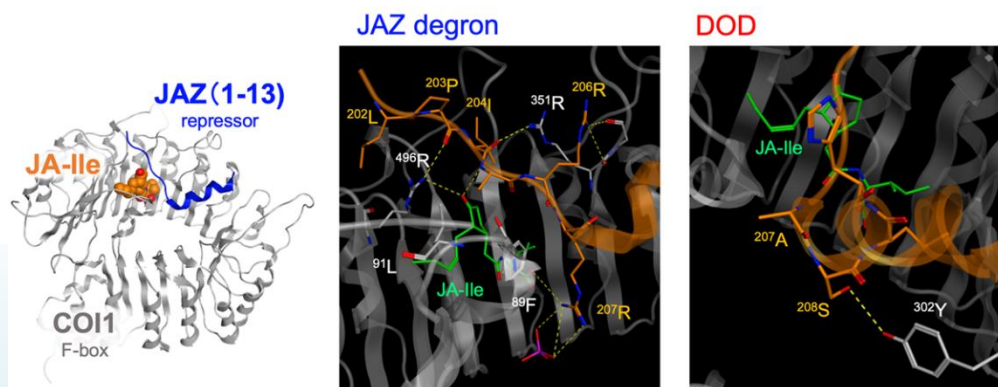 JAZ degron
DOD
JAZ(1-13)
repressor
JA-Ile
COI1
F-box
203P
202L
204L
351R
206R
496R
91L
JA-Ile
89F
207R
JA-Ile
207A
208S
302Y